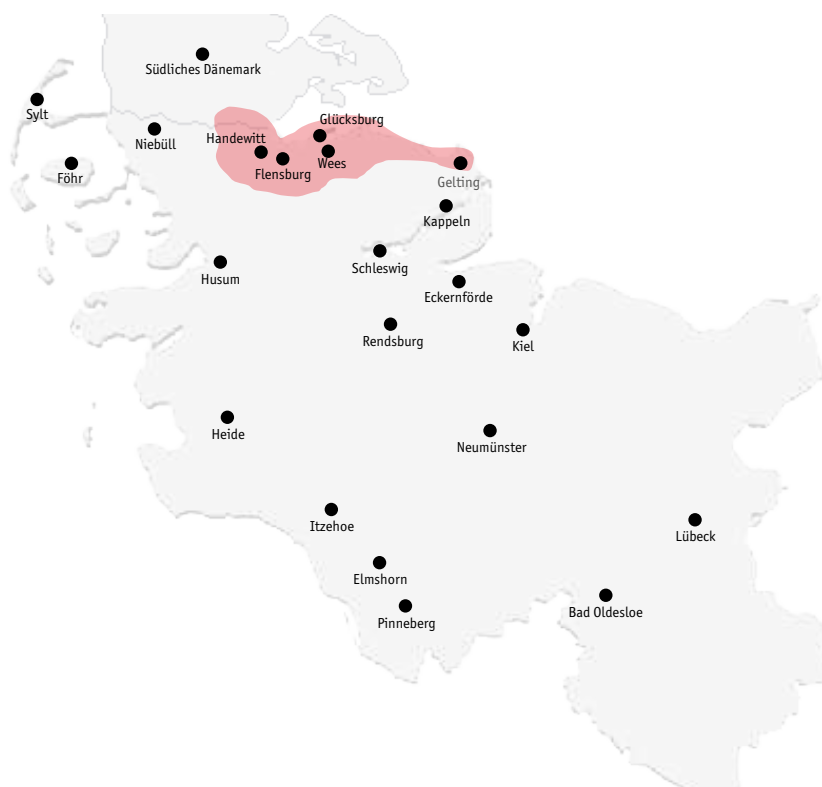 Südliches Dänemark
Sylt
Glücksburg
Handewitt
Niebüll
Wees
Flensburg
Föhr
Gelting
Kappeln
Schleswig
Husum
Eckernförde
Rendsburg
Kiel
Heide
Neumünster
Itzehoe
Lübeck
Elmshorn
Bad Oldesloe
Pinneberg